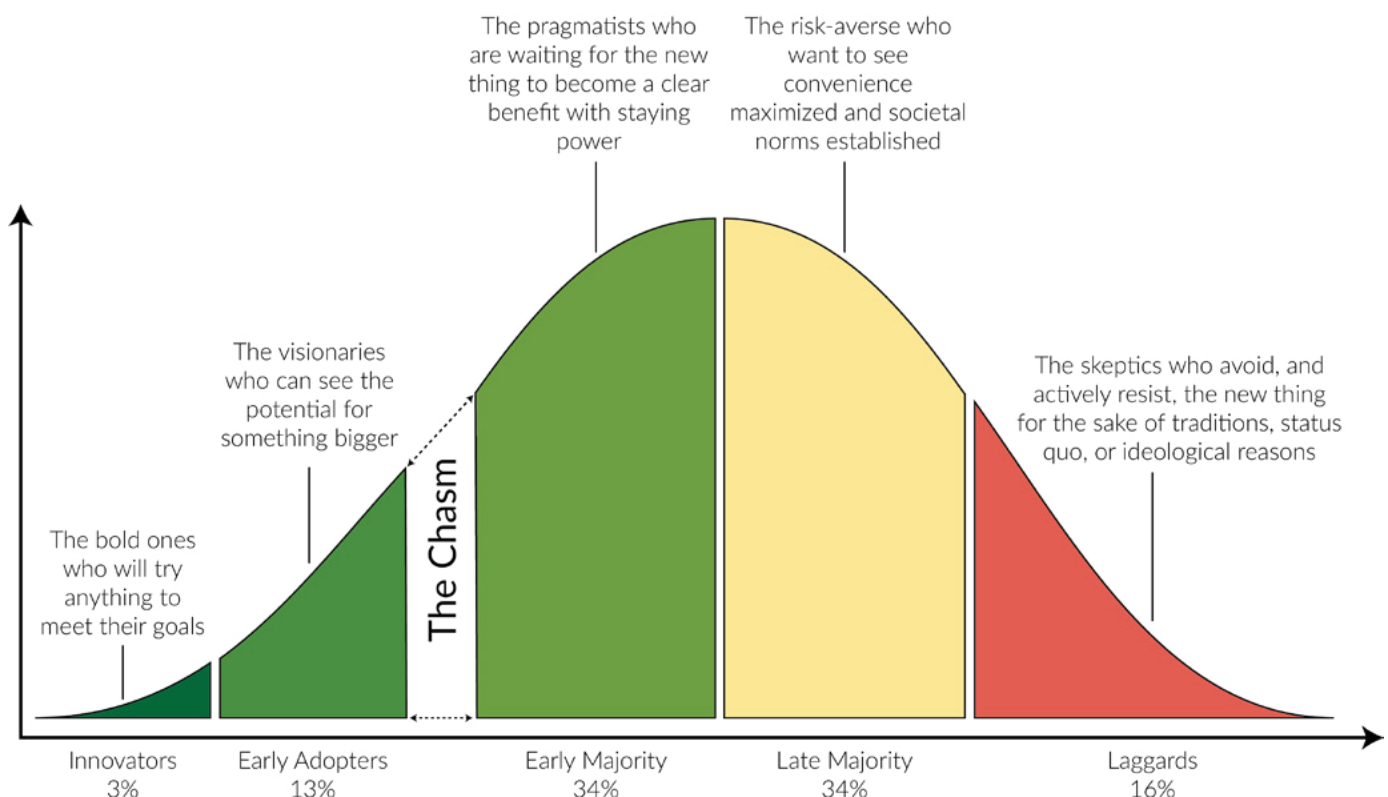 The pragmatists who
are waiting for the new
thing to become a clear
benefit with staying
power
The risk-averse who
want to see
convenience
maximized and societal
norms established
The visionaries
who can see the
potential for
something bigger
The skeptics who avoid, and
actively resist, the new thing
for the sake of traditions, status
quo, or ideological reasons
The bold ones
who will try
anything to
meet their goals
The Chasm
Innovators
3%
Early Adopters
13%
Early Majority
34%
Late Majority
34%
Laggards
16%